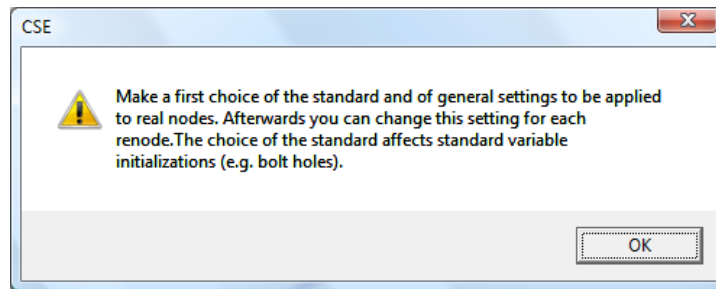 CSE
Make a first choice of the standard and of general settings to be applied
to real nodes. Afterwards you can change this setting for each
renode.The choice of the standard affects standard variable
initializations (e.g. bolt holes).
OK